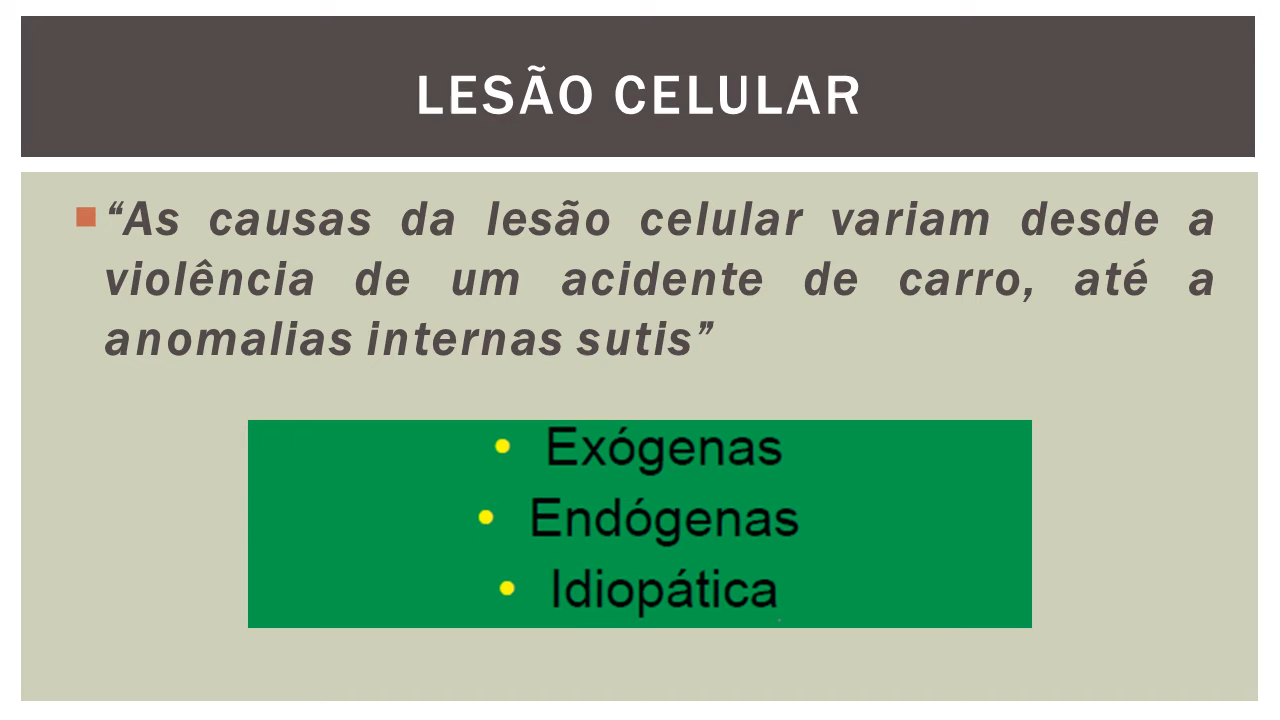 LESÃO CELULAR
“As causas da lesão celular variam desde a
violência de um acidente de carro, até a
anomalias internas sutis”
• Exógenas
• Endógenas
• Idiopática